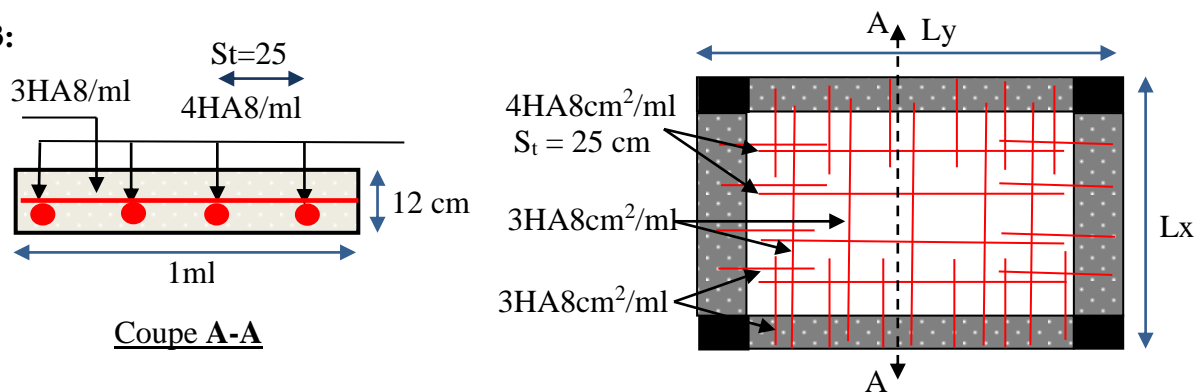 3:
St=25
3HA8/ml
4HA8/ml
12 cm
1ml
Coupe A-A
A
Ly
4HA8cm²/ml
Sₜ = 25 cm
3HA8cm²/ml
3HA8cm²/ml
Lx
A